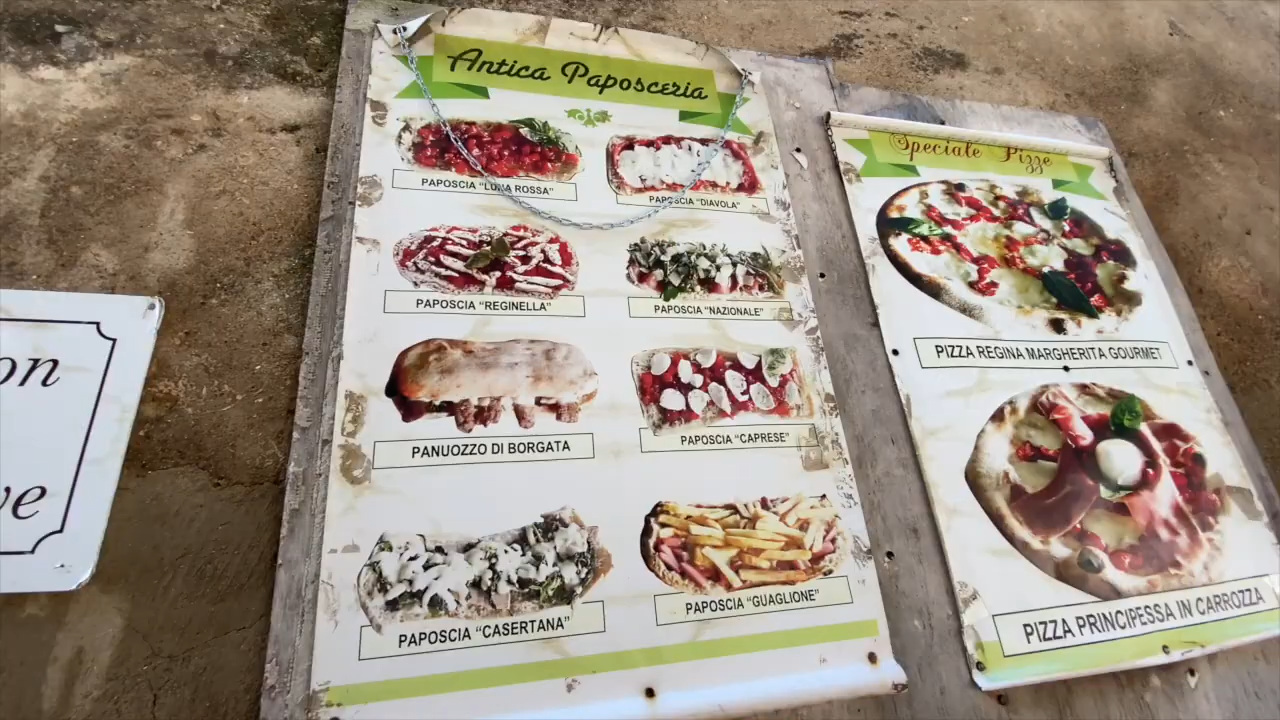 on
ve
Antica Paposceria
PAPOSCIA "LUNA ROSSA"
PAPOSCIA "DIAVOLA"
PAPOSCIA "REGINELLA"
PAPOSCIA "NAZIONALE"
PANUOZZO DI BORGATA
PAPOSCIA "CAPRESE"
PAPOSCIA "CASERTANA"
PAPOSCIA "GUAGLIONE"
Speciale Pizze
PIZZA REGINA MARGHERITA GOURMET
PIZZA PRINCIPESSA IN CARROZZA